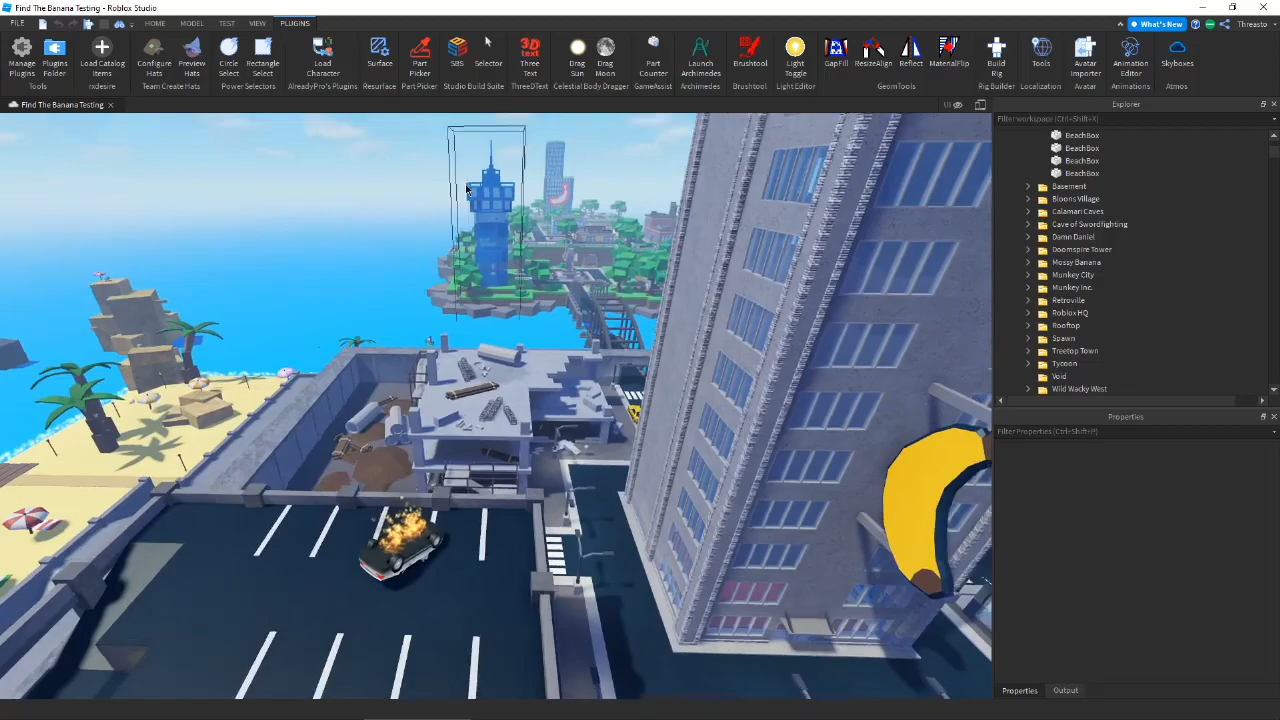 Find The Banana Testing - Roblox Studio
FILE HOME MODEL TEST VIEW PLUGINS What's New Threasto
Manage Plugins
Plugins Folder
Tools
Load Catalog Items
rxdesire
Configure Hats
Preview Hats
Team Create Hats
Circle Select
Rectangle Select
Power Selectors
Load Character
AlreadyPro's Plugins
Surface
Resurface
Part Picker
Part Picker
SBS
Selector
Studio Build Suite
3D TEXT
Three Text
ThreeDText
Drag Sun
Drag Moon
Celestial Body Dragger
Part Counter
GameAssist
Launch Archimedes
Archimedes
Brushtool
Brushtool
Light Toggle
Light Editor
GapFill
ResizeAlign
Reflect
MaterialFlip
GeomTools
Build Rig
Rig Builder
Tools
Localization
Avatar Importer
Avatar
Animation Editor
Animations
Skyboxes
Atmos
Find The Banana Testing
UI
Explorer
Filter workspace (Ctrl+Shift+X)
BeachBox
BeachBox
BeachBox
BeachBox
Basement
Bloons Village
Calamari Caves
Cave of Swordfighting
Damn Daniel
Doomspire Tower
Mossy Banana
Munkey City
Munkey Inc.
Retroville
Roblox HQ
Rooftop
Spawn
Treetop Town
Tycoon
Void
Wild Wacky West
Properties
Filter Properties (Ctrl+Shift+P)
Properties Output